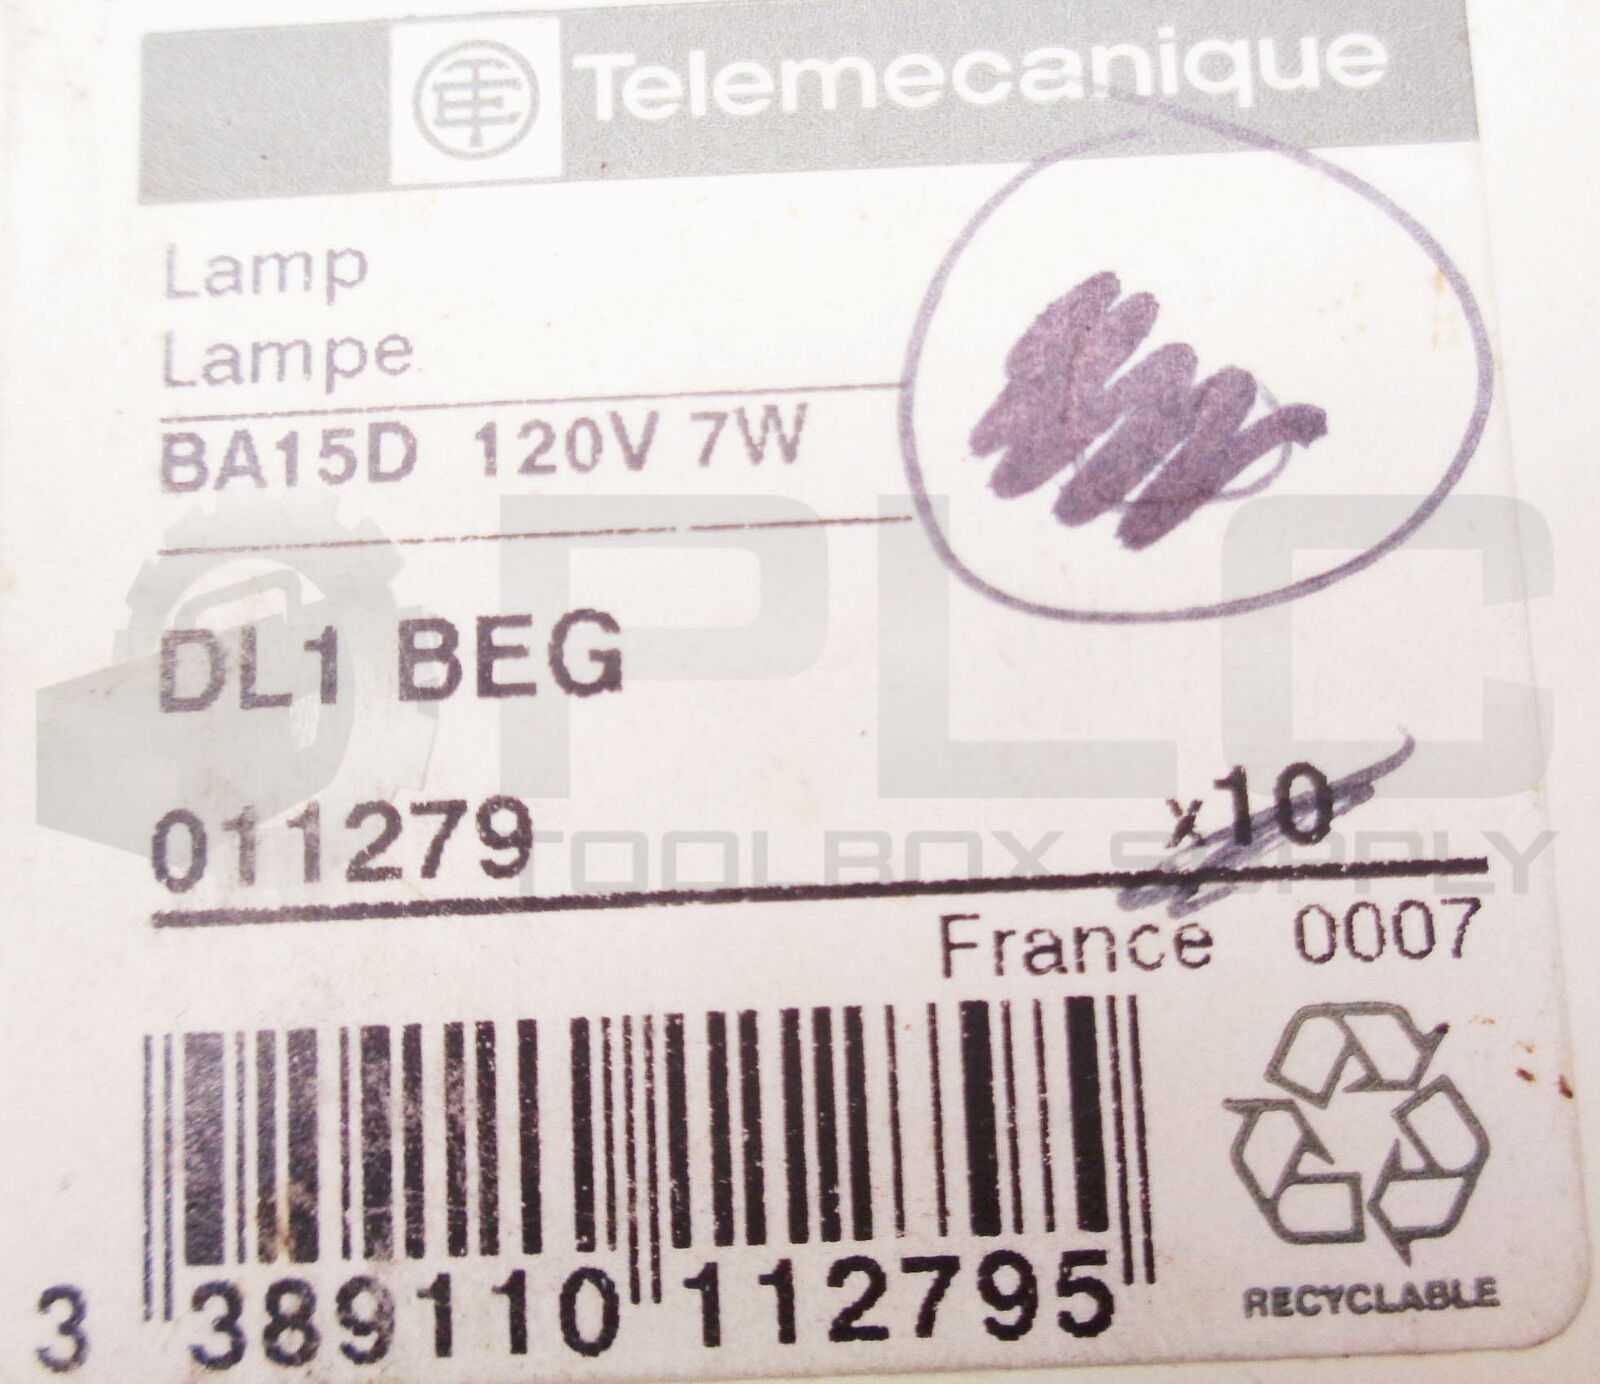 Telemecanique
Lamp
Lampe
BA15D 120V 7W
DL1 BEG
PLC
TOOLBOX SUPPLY
011279 x10
France 0007
3 389110 112795
RECYCLABLE